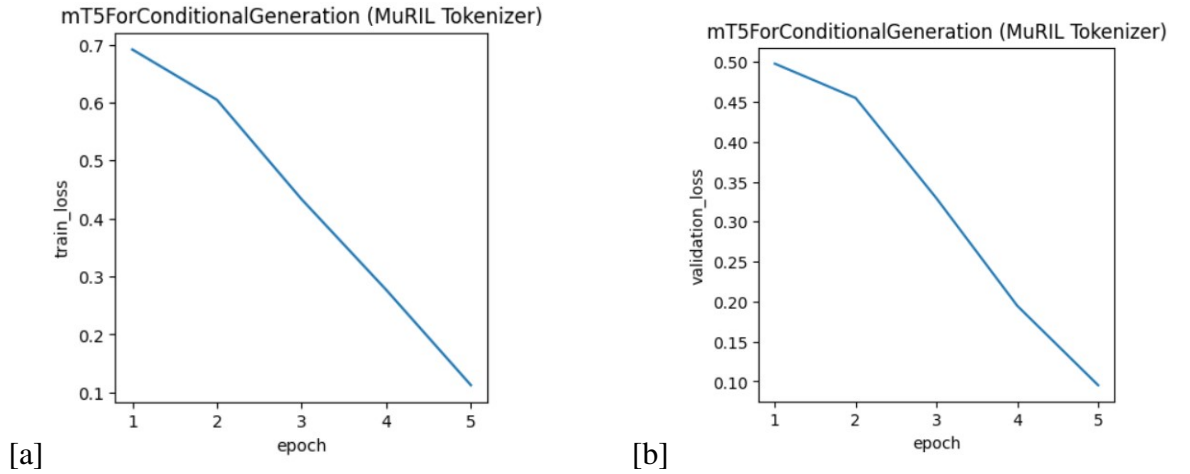 mT5ForConditionalGeneration (MuRIL Tokenizer)
0.7
0.6
0.5
0.4
0.3
0.2
0.1
train_loss
1 2 3 4 5
epoch
[a]
mT5ForConditionalGeneration (MuRIL Tokenizer)
0.50
0.45
0.40
0.35
0.30
0.25
0.20
0.15
0.10
validation_loss
1 2 3 4 5
epoch
[b]